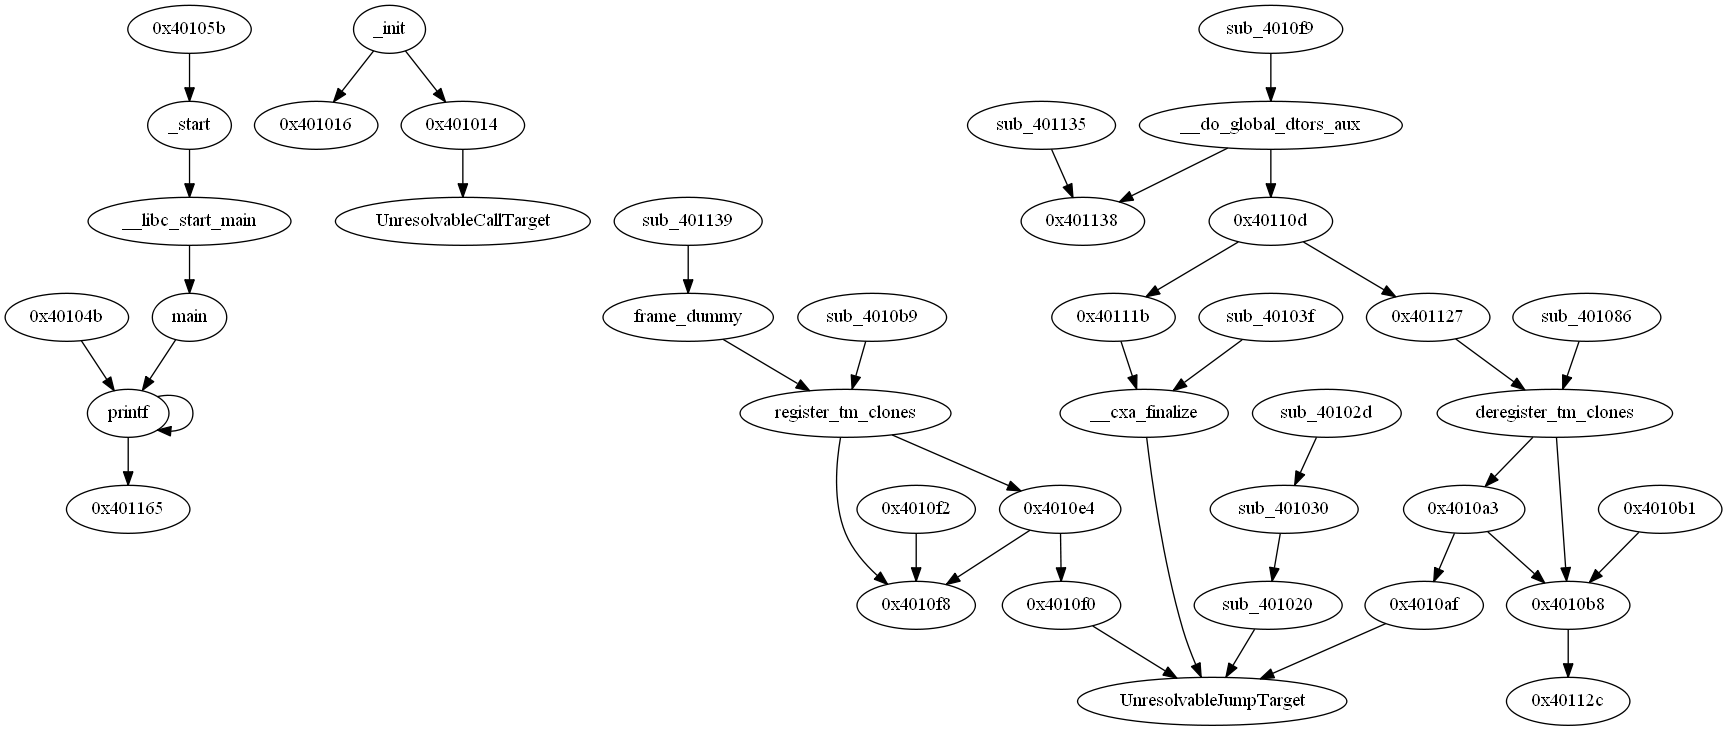 0x40105b
_init
sub_4010f9
_start
0x401016
0x401014
sub_401135
__do_global_dtors_aux
__libc_start_main
UnresolvableCallTarget
sub_401139
0x401138
0x40110d
0x40104b
main
frame_dummy
sub_4010b9
0x40111b
sub_40103f
0x401127
sub_401086
printf
register_tm_clones
__cxa_finalize
sub_40102d
deregister_tm_clones
0x401165
0x4010f2
0x4010e4
sub_401030
0x4010a3
0x4010b1
0x4010f8
0x4010f0
sub_401020
0x4010af
0x4010b8
UnresolvableJumpTarget
0x40112c